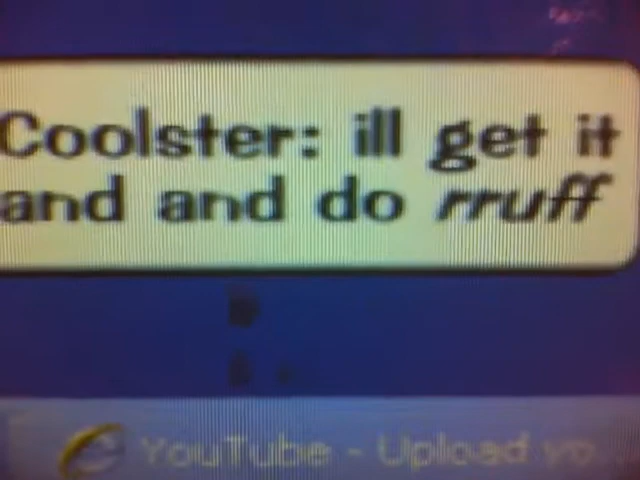 Coolster: ill get it
and and do rruff
YouTube - Upload yo...